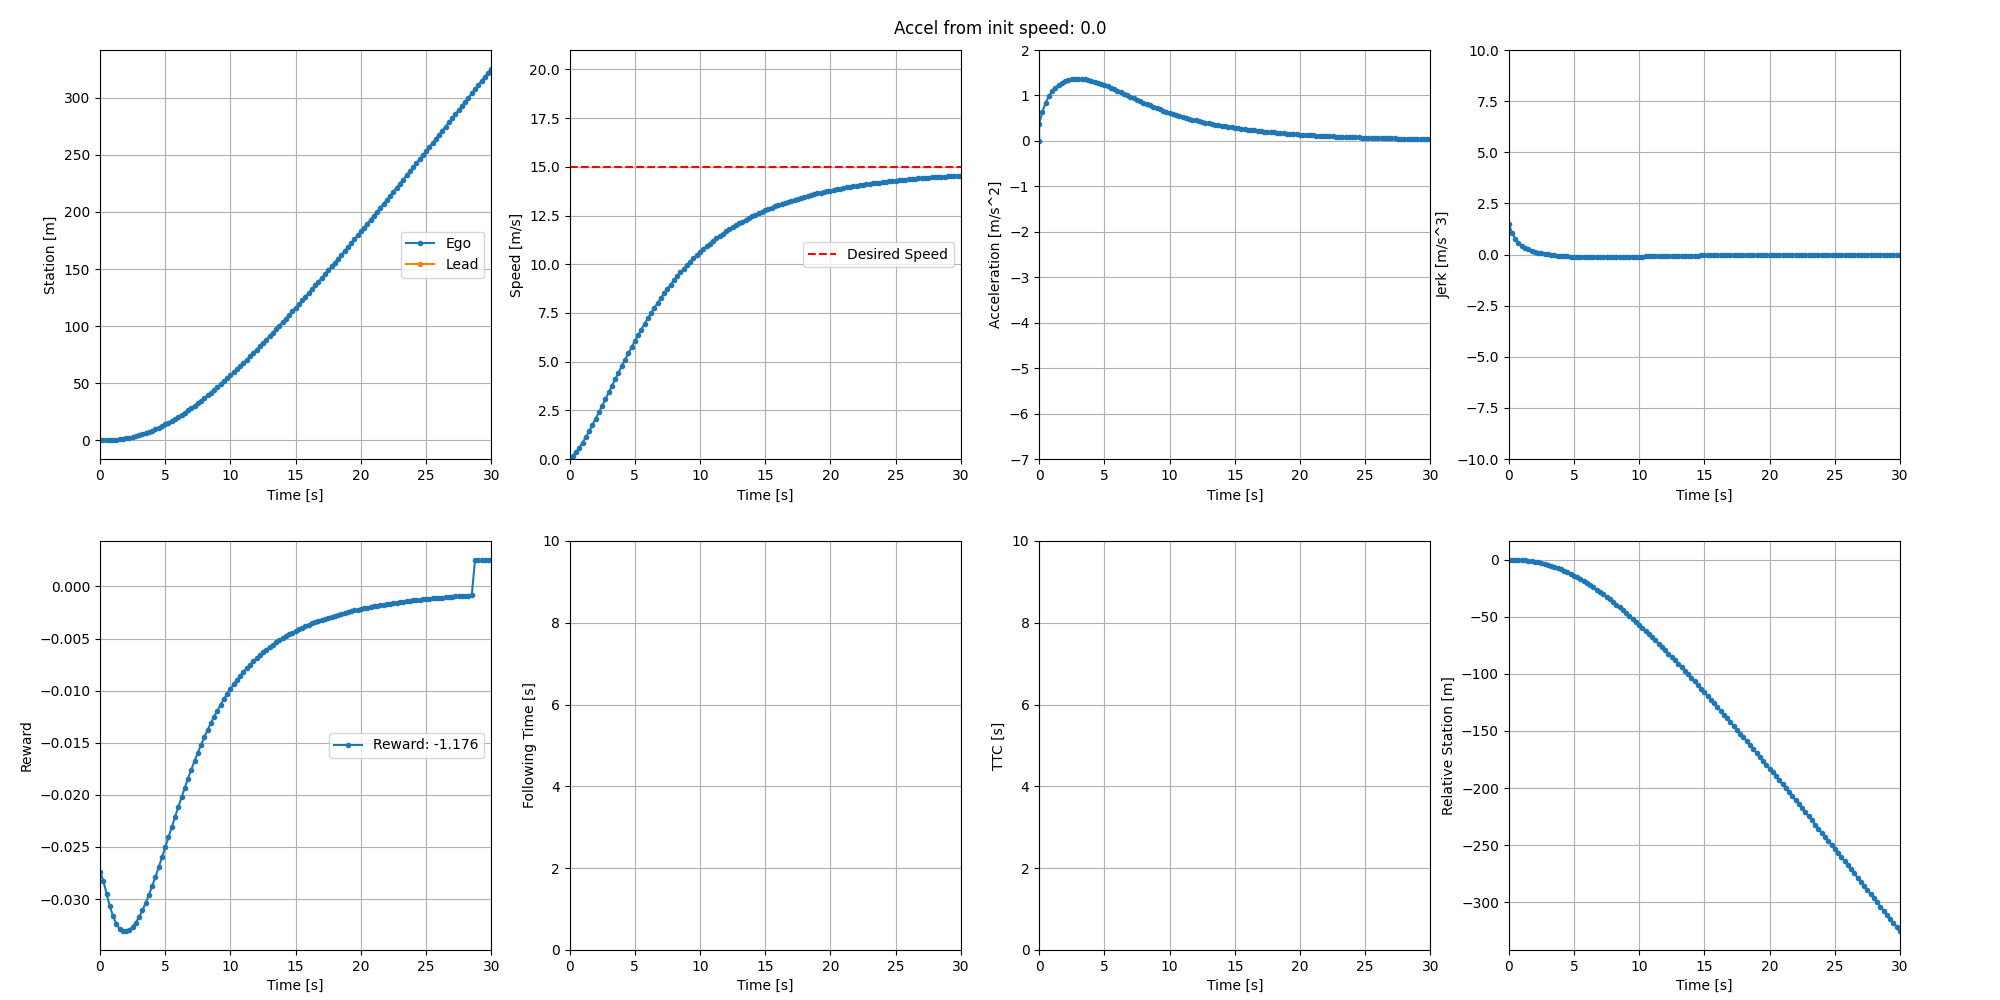 Accel from init speed: 0.0
Station [m]
300
250
200
150
100
50
0
Ego
Lead
0 5 10 15 20 25 30
Time [s]
Speed [m/s]
20.0
17.5
15.0
12.5
10.0
7.5
5.0
2.5
0.0
Desired Speed
0 5 10 15 20 25 30
Time [s]
Acceleration [m/s^2]
2
1
0
−1
−2
−3
−4
−5
−6
−7
0 5 10 15 20 25 30
Time [s]
Jerk [m/s^3]
10.0
7.5
5.0
2.5
0.0
−2.5
−5.0
−7.5
−10.0
0 5 10 15 20 25 30
Time [s]
Reward
0.000
−0.005
−0.010
−0.015
−0.020
−0.025
−0.030
Reward: -1.176
0 5 10 15 20 25 30
Time [s]
Following Time [s]
10
8
6
4
2
0
0 5 10 15 20 25 30
Time [s]
TTC [s]
10
8
6
4
2
0
0 5 10 15 20 25 30
Time [s]
Relative Station [m]
0
−50
−100
−150
−200
−250
−300
0 5 10 15 20 25 30
Time [s]